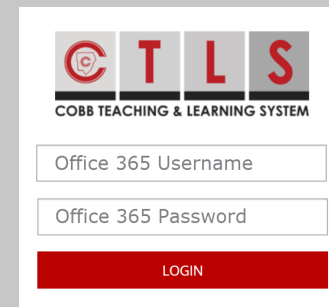 C T L S
COBB TEACHING & LEARNING SYSTEM
Office 365 Username
Office 365 Password
LOGIN